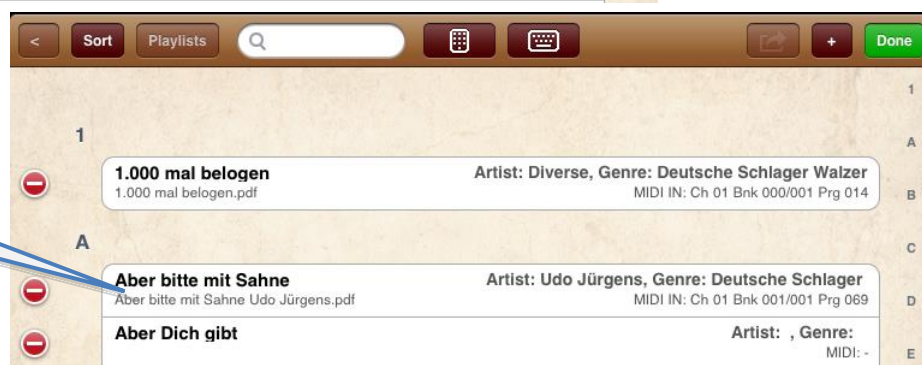 < Sort Playlists + Done
1
1
A
1.000 mal belogen Artist: Diverse, Genre: Deutsche Schlager Walzer
1.000 mal belogen.pdf MIDI IN: Ch 01 Bnk 000/001 Prg 014
B
A
C
Aber bitte mit Sahne Artist: Udo Jürgens, Genre: Deutsche Schlager
Aber bitte mit Sahne Udo Jürgens.pdf MIDI IN: Ch 01 Bnk 001/001 Prg 069
D
Aber Dich gibt Artist: , Genre:
MIDI: -
E